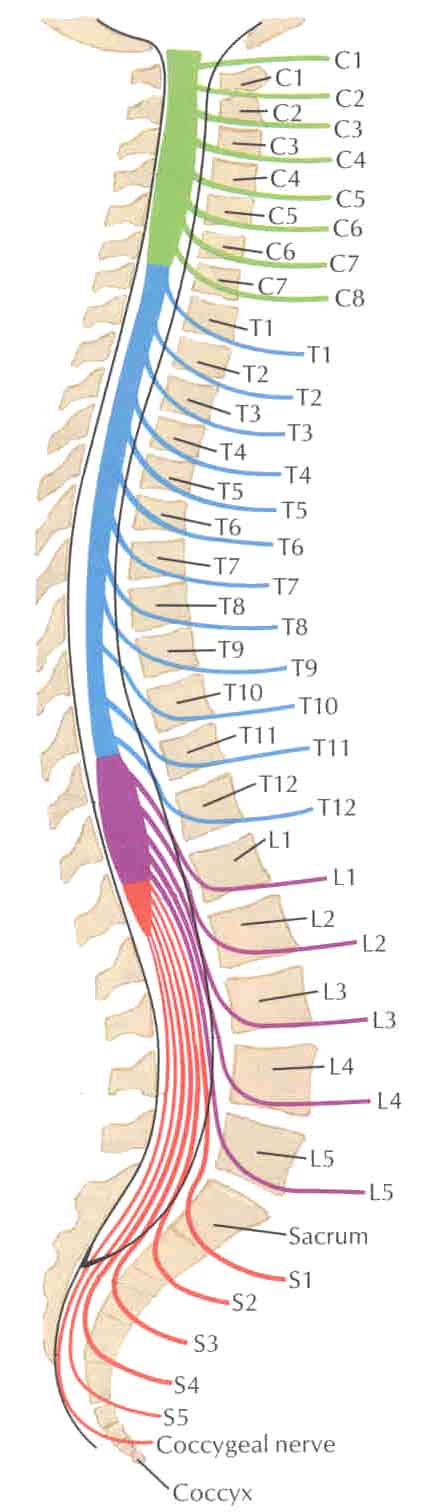 C1
C1
C2
C2
C3
C3
C4
C4
C5
C5
C6
C6
C7
C7
C8
T1
T1
T2
T2
T3
T3
T4
T4
T5
T5
T6
T6
T7
T7
T8
T8
T9
T9
T10
T10
T11
T11
T12
T12
L1
L1
L2
L2
L3
L3
L4
L4
L5
L5
Sacrum
S1
S2
S3
S4
S5
Coccygeal nerve
Coccyx